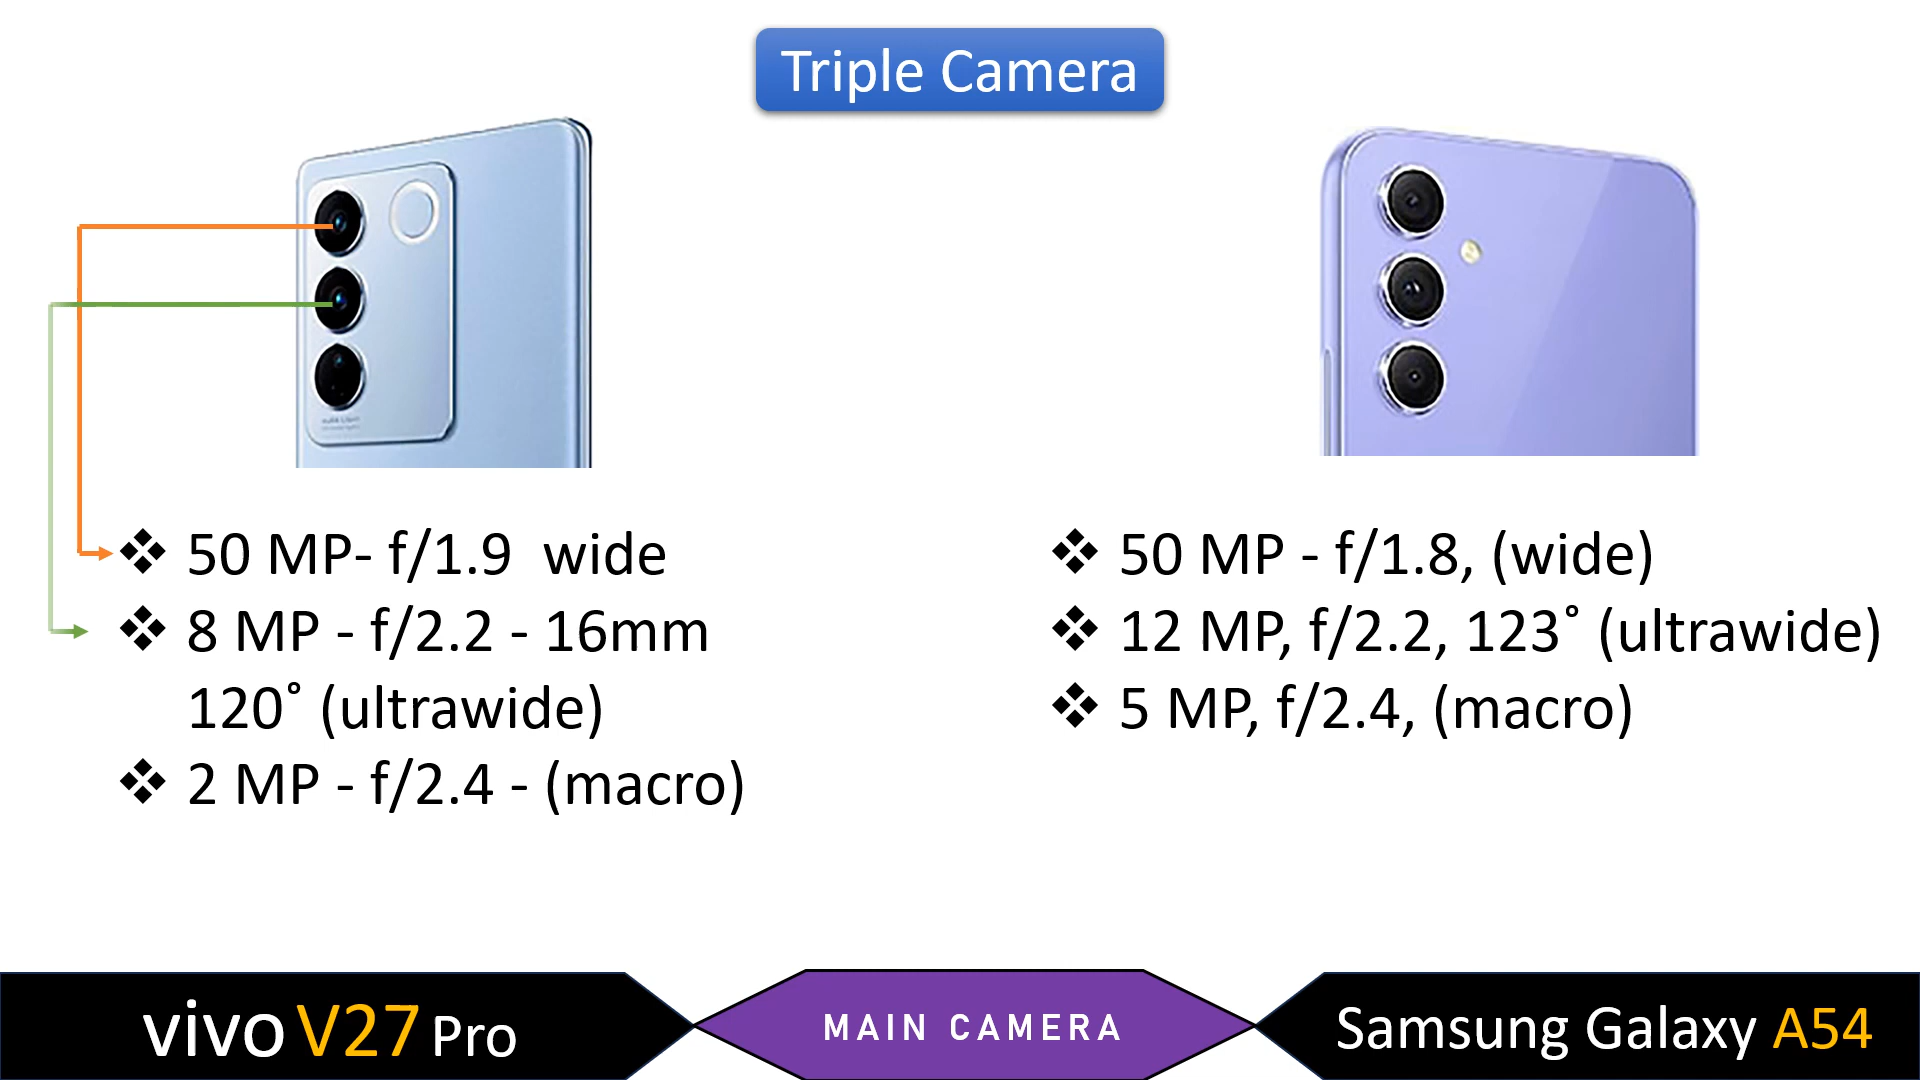 Triple Camera
❖ 50 MP- f/1.9 wide
❖ 8 MP - f/2.2 - 16mm
120˚ (ultrawide)
❖ 2 MP - f/2.4 - (macro)
❖ 50 MP - f/1.8, (wide)
❖ 12 MP, f/2.2, 123˚ (ultrawide)
❖ 5 MP, f/2.4, (macro)
vivo V27 Pro
MAIN CAMERA
Samsung Galaxy A54